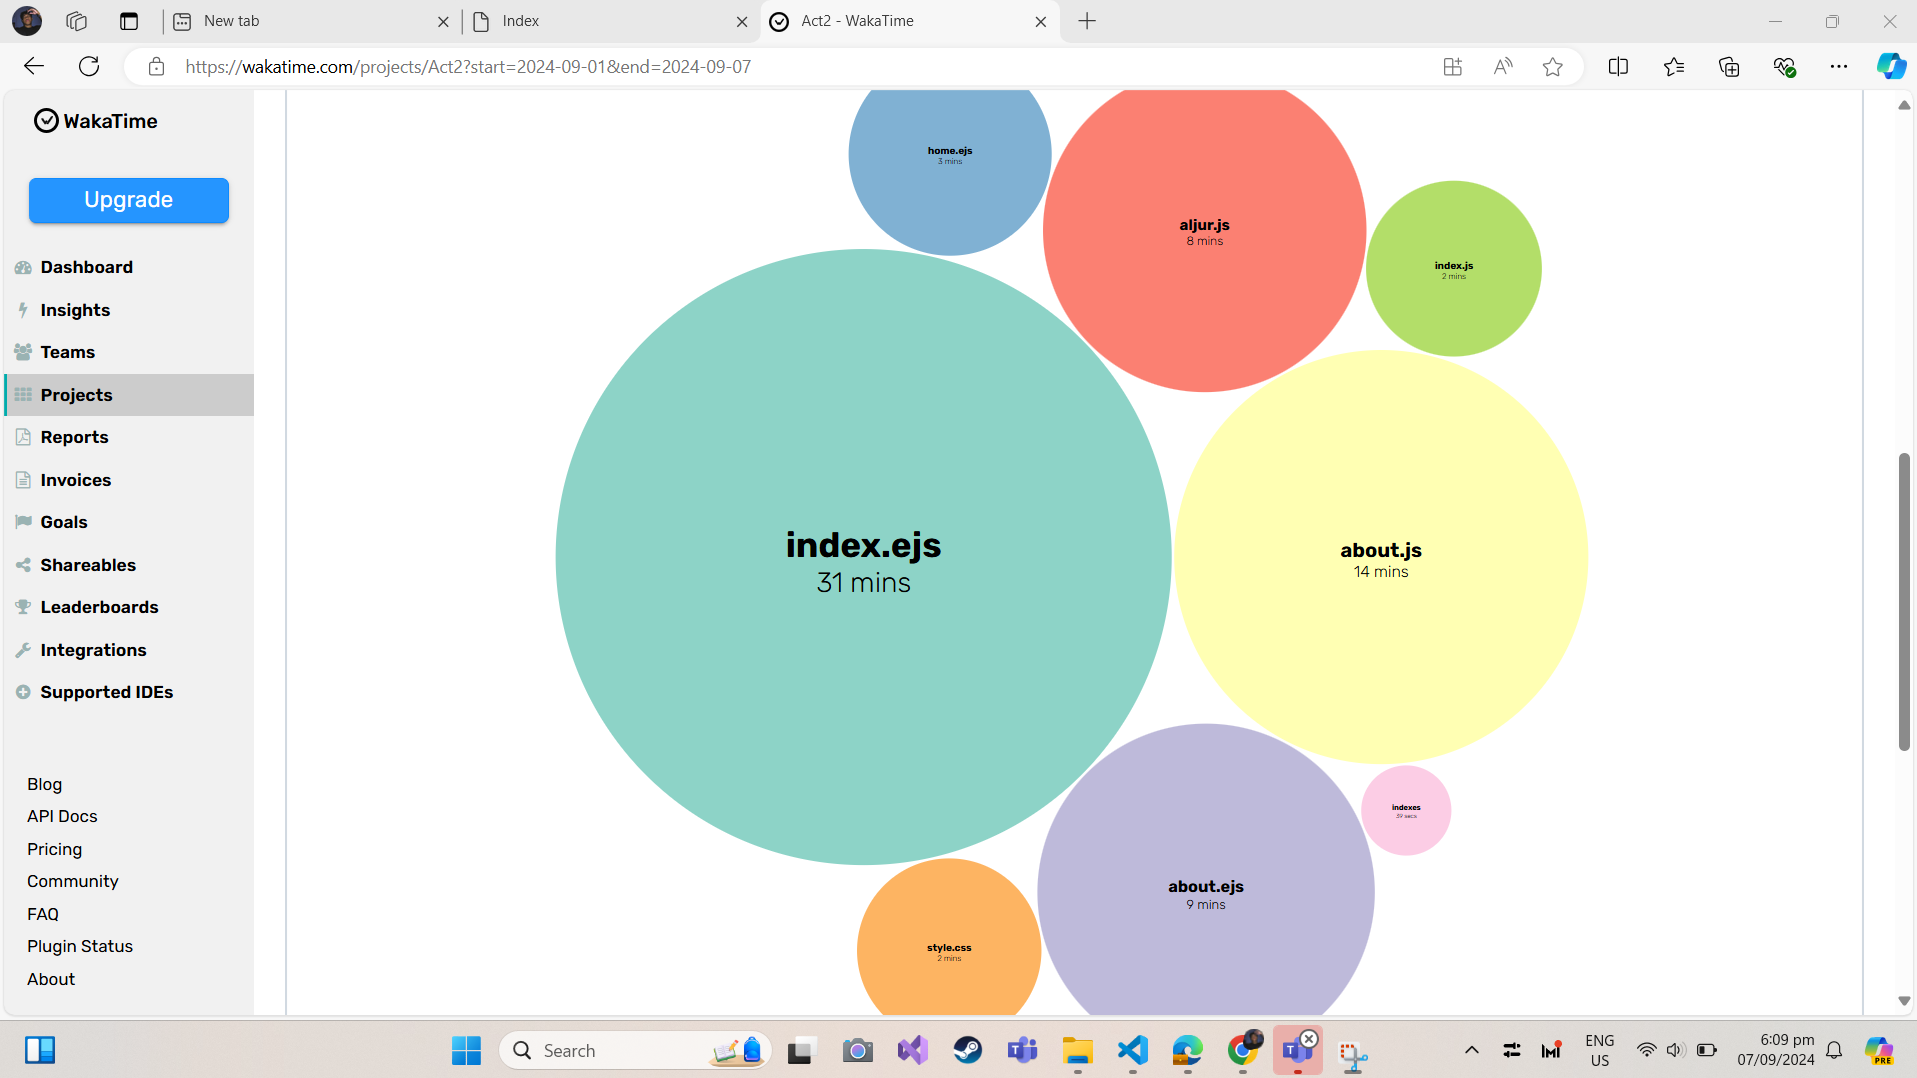 New tab
Index
Act2 - WakaTime
https://wakatime.com/projects/Act2?start=2024-09-01&end=2024-09-07
WakaTime
Upgrade
Dashboard
Insights
Teams
Projects
Reports
Invoices
Goals
Shareables
Leaderboards
Integrations
Supported IDEs
Blog
API Docs
Pricing
Community
FAQ
Plugin Status
About
home.ejs
3 mins
aljur.js
8 mins
index.js
2 mins
index.ejs
31 mins
about.js
14 mins
indexes
39 secs
about.ejs
9 mins
style.css
2 mins
Search
ENG
US
6:09 pm
07/09/2024
PRE